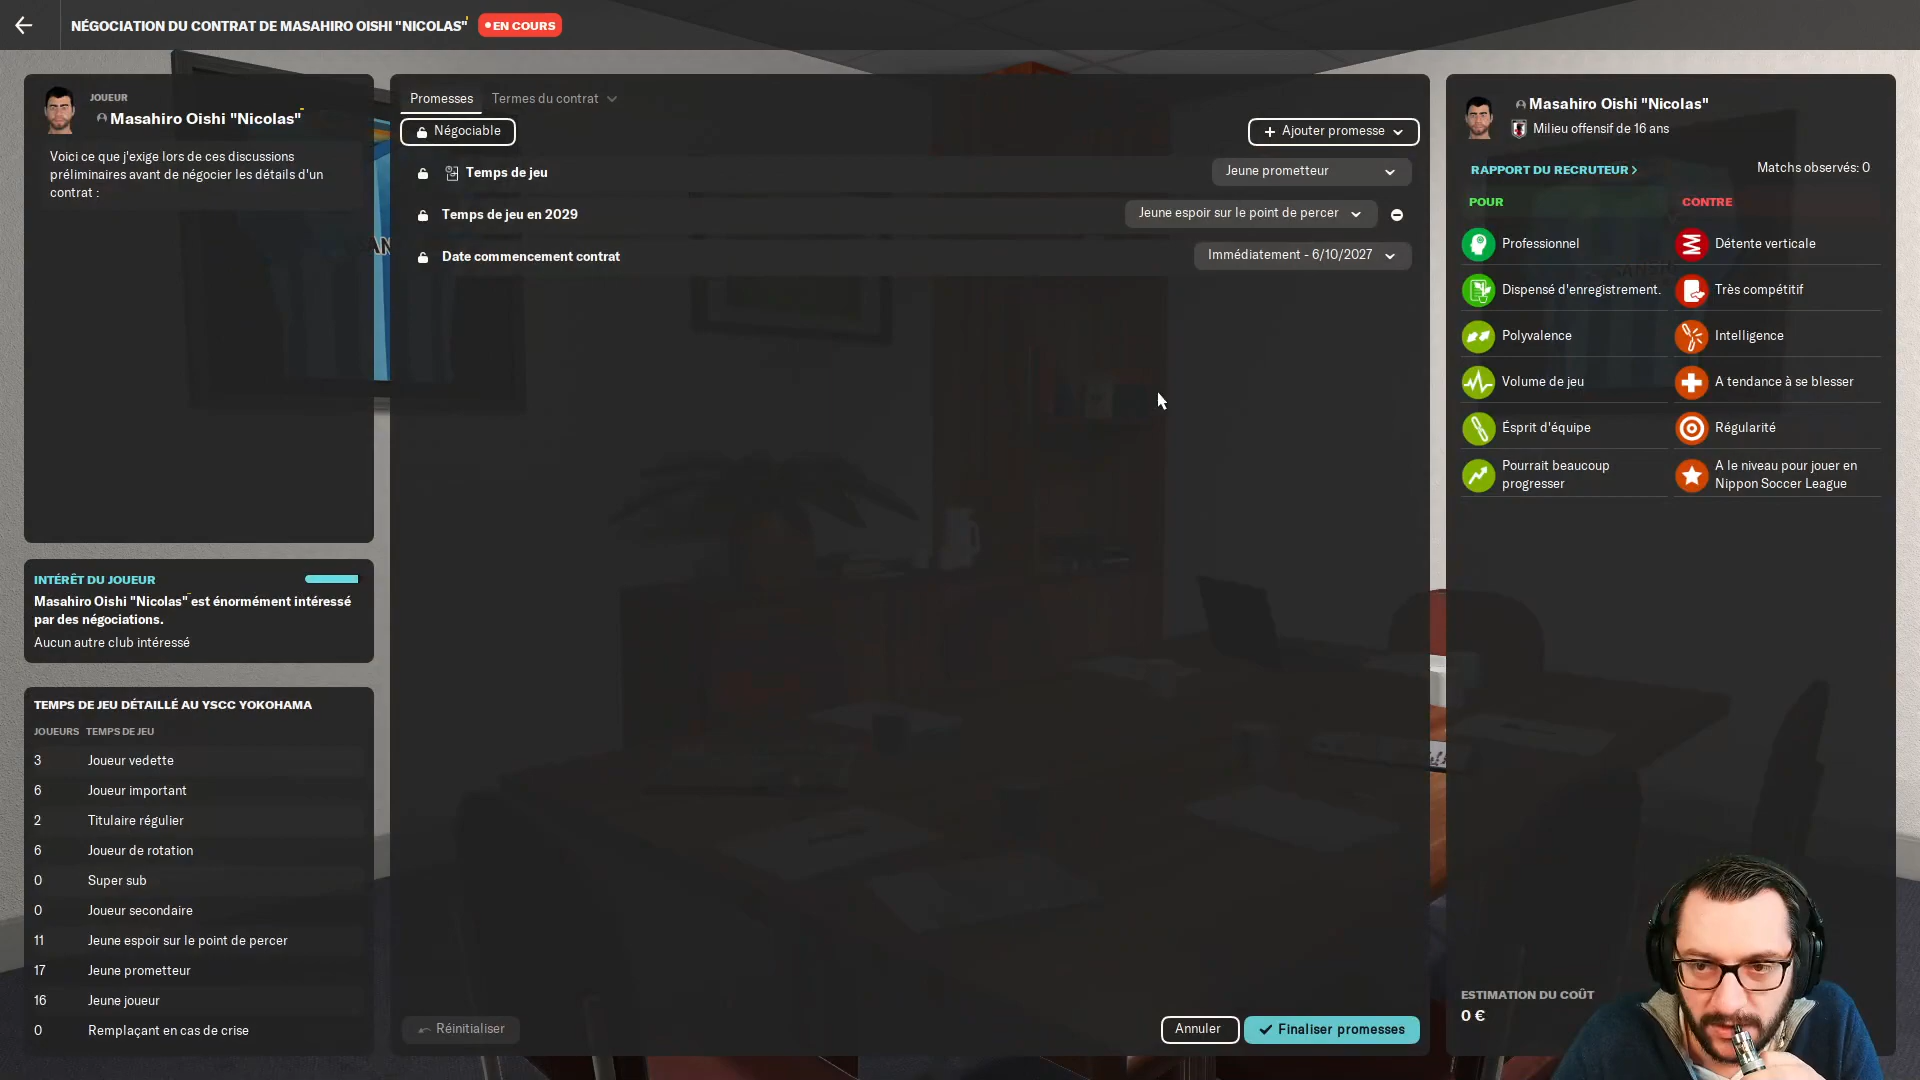 NÉGOCIATION DU CONTRAT DE MASAHIRO OISHI "NICOLAS"
EN COURS
JOUEUR
Masahiro Oishi "Nicolas"
Voici ce que j'exige lors de ces discussions
préliminaires avant de négocier les détails d'un
contrat :
INTÉRÊT DU JOUEUR
Masahiro Oishi "Nicolas" est énormément intéressé
par des négociations.
Aucun autre club intéressé
TEMPS DE JEU DÉTAILLÉ AU YSCC YOKOHAMA
JOUEURS TEMPS DE JEU
3 Joueur vedette
6 Joueur important
2 Titulaire régulier
6 Joueur de rotation
0 Super sub
0 Joueur secondaire
11 Jeune espoir sur le point de percer
17 Jeune prometteur
16 Jeune joueur
0 Remplaçant en cas de crise
Promesses
Termes du contrat
Négociable
Ajouter promesse
Temps de jeu
Jeune prometteur
Temps de jeu en 2029
Jeune espoir sur le point de percer
Date commencement contrat
Immédiatement - 6/10/2027
Réinitialiser
Annuler
Finaliser promesses
Masahiro Oishi "Nicolas"
Milieu offensif de 16 ans
RAPPORT DU RECRUTEUR >
Matchs observés: 0
POUR
CONTRE
Professionnel
Détente verticale
Dispensé d'enregistrement.
Très compétitif
Polyvalence
Intelligence
Volume de jeu
A tendance à se blesser
Ésprit d'équipe
Régularité
Pourrait beaucoup
progresser
A le niveau pour jouer en
Nippon Soccer League
ESTIMATION DU COÛT
0 €